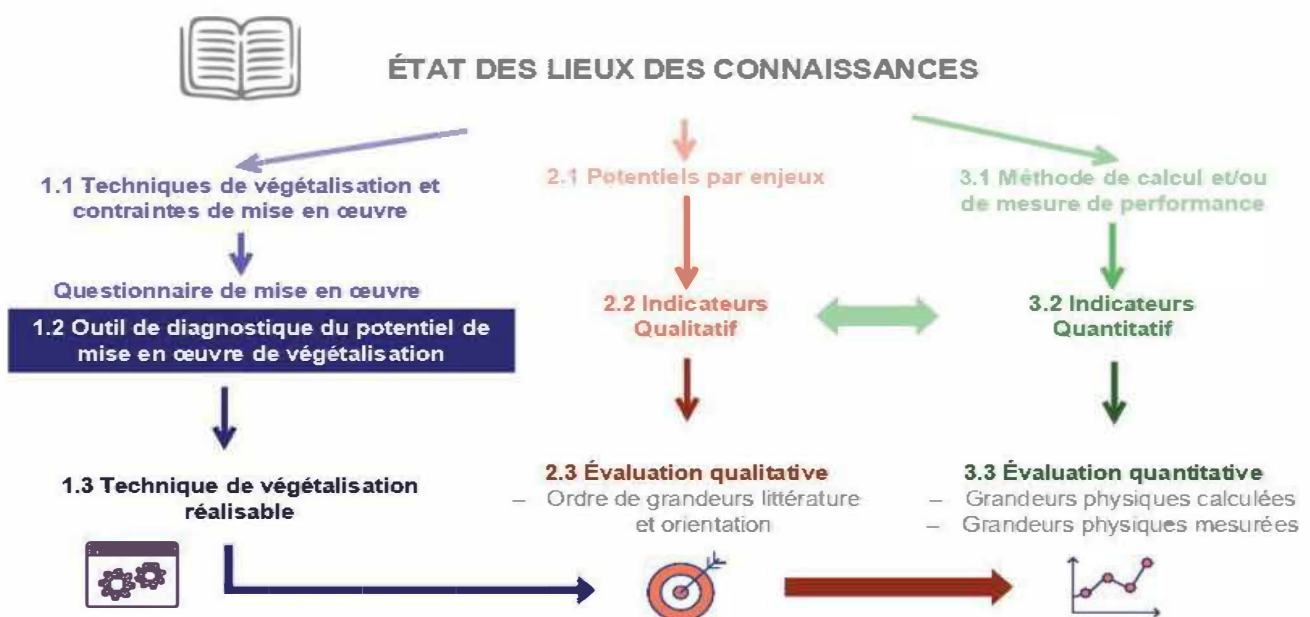 ÉTAT DES LIEUX DES CONNAISSANCES
1.1 Techniques de végétalisation et
contraintes de mise en œuvre
Questionnaire de mise en œuvre
1.2 Outil de diagnostique du potentiel de
mise en œuvre de végétalisation
1.3 Technique de végétalisation
réalisable
2.1 Potentiels par enjeux
2.2 Indicateurs
Qualitatif
2.3 Évaluation qualitative
– Ordre de grandeurs littérature
et orientation
3.1 Méthode de calcul et/ou
de mesure de performance
3.2 Indicateurs
Quantitatif
3.3 Évaluation quantitative
– Grandeurs physiques calculées
– Grandeurs physiques mesurées